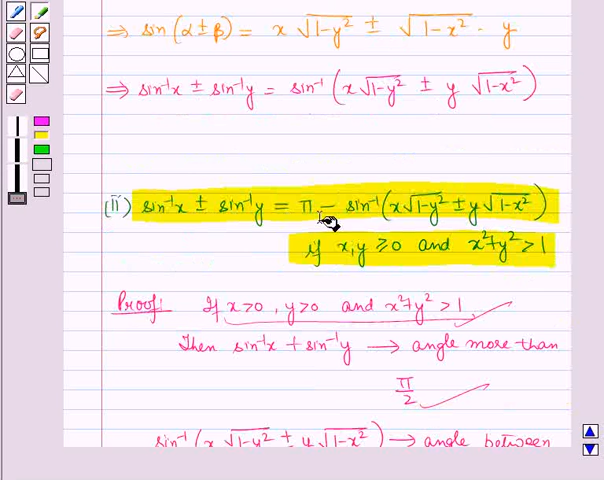 ⇒ sin (α ± β) = x √1-y² ± √1-x² · y
⇒ sin⁻¹x ± sin⁻¹y = sin⁻¹ (x√1-y² ± y √1-x²)
(ii) sin⁻¹x ± sin⁻¹y = π - sin⁻¹(x√1-y² ± y√1-x²)
if x,y ≥ 0 and x²+y² > 1
Proof: If x>0, y>0 and x²+y² > 1
Then sin⁻¹x + sin⁻¹y → angle more than
π/2
sin⁻¹(x √1-y² ± y √1-x²) → angle between